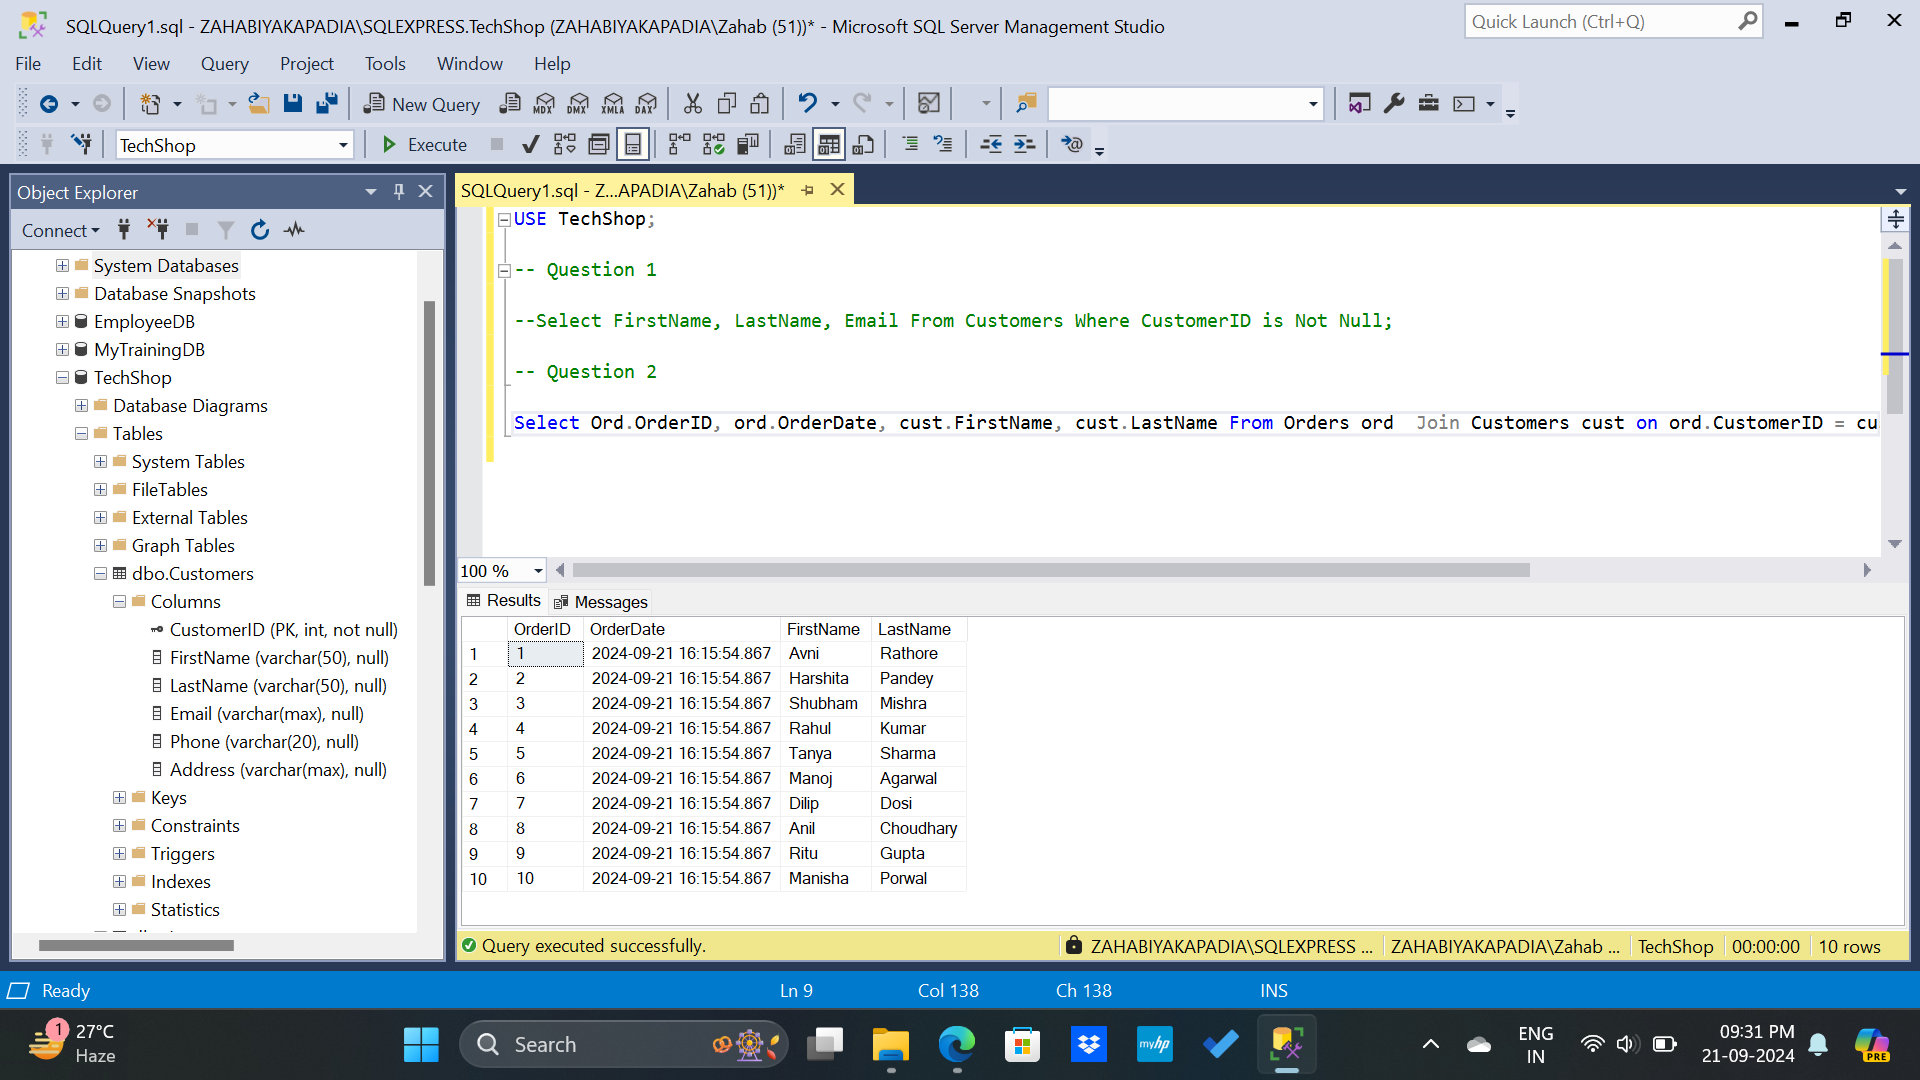 SQLQuery1.sql - ZAHABIYAKAPADIA\SQLEXPRESS.TechShop (ZAHABIYAKAPADIA\Zahab (51))* - Microsoft SQL Server Management Studio
Quick Launch (Ctrl+Q)
File Edit View Query Project Tools Window Help
New Query MDX DMX XMLA DAX
TechShop Execute
Object Explorer
Connect
System Databases
Database Snapshots
EmployeeDB
MyTrainingDB
TechShop
Database Diagrams
Tables
System Tables
FileTables
External Tables
Graph Tables
dbo.Customers
Columns
CustomerID (PK, int, not null)
FirstName (varchar(50), null)
LastName (varchar(50), null)
Email (varchar(max), null)
Phone (varchar(20), null)
Address (varchar(max), null)
Keys
Constraints
Triggers
Indexes
Statistics
SQLQuery1.sql - Z...APADIA\Zahab (51))*
USE TechShop;
-- Question 1
--Select FirstName, LastName, Email From Customers Where CustomerID is Not Null;
-- Question 2
Select Ord.OrderID, ord.OrderDate, cust.FirstName, cust.LastName From Orders ord  Join Customers cust on ord.CustomerID = cu
100 %
Results Messages
OrderID OrderDate FirstName LastName
1 1 2024-09-21 16:15:54.867 Avni Rathore
2 2 2024-09-21 16:15:54.867 Harshita Pandey
3 3 2024-09-21 16:15:54.867 Shubham Mishra
4 4 2024-09-21 16:15:54.867 Rahul Kumar
5 5 2024-09-21 16:15:54.867 Tanya Sharma
6 6 2024-09-21 16:15:54.867 Manoj Agarwal
7 7 2024-09-21 16:15:54.867 Dilip Dosi
8 8 2024-09-21 16:15:54.867 Anil Choudhary
9 9 2024-09-21 16:15:54.867 Ritu Gupta
10 10 2024-09-21 16:15:54.867 Manisha Porwal
Query executed successfully. ZAHABIYAKAPADIA\SQLEXPRESS ... ZAHABIYAKAPADIA\Zahab ... TechShop 00:00:00 10 rows
Ready Ln 9 Col 138 Ch 138 INS
1 27°C
Haze
Search
myhp
ENG
IN
09:31 PM
21-09-2024
PRE